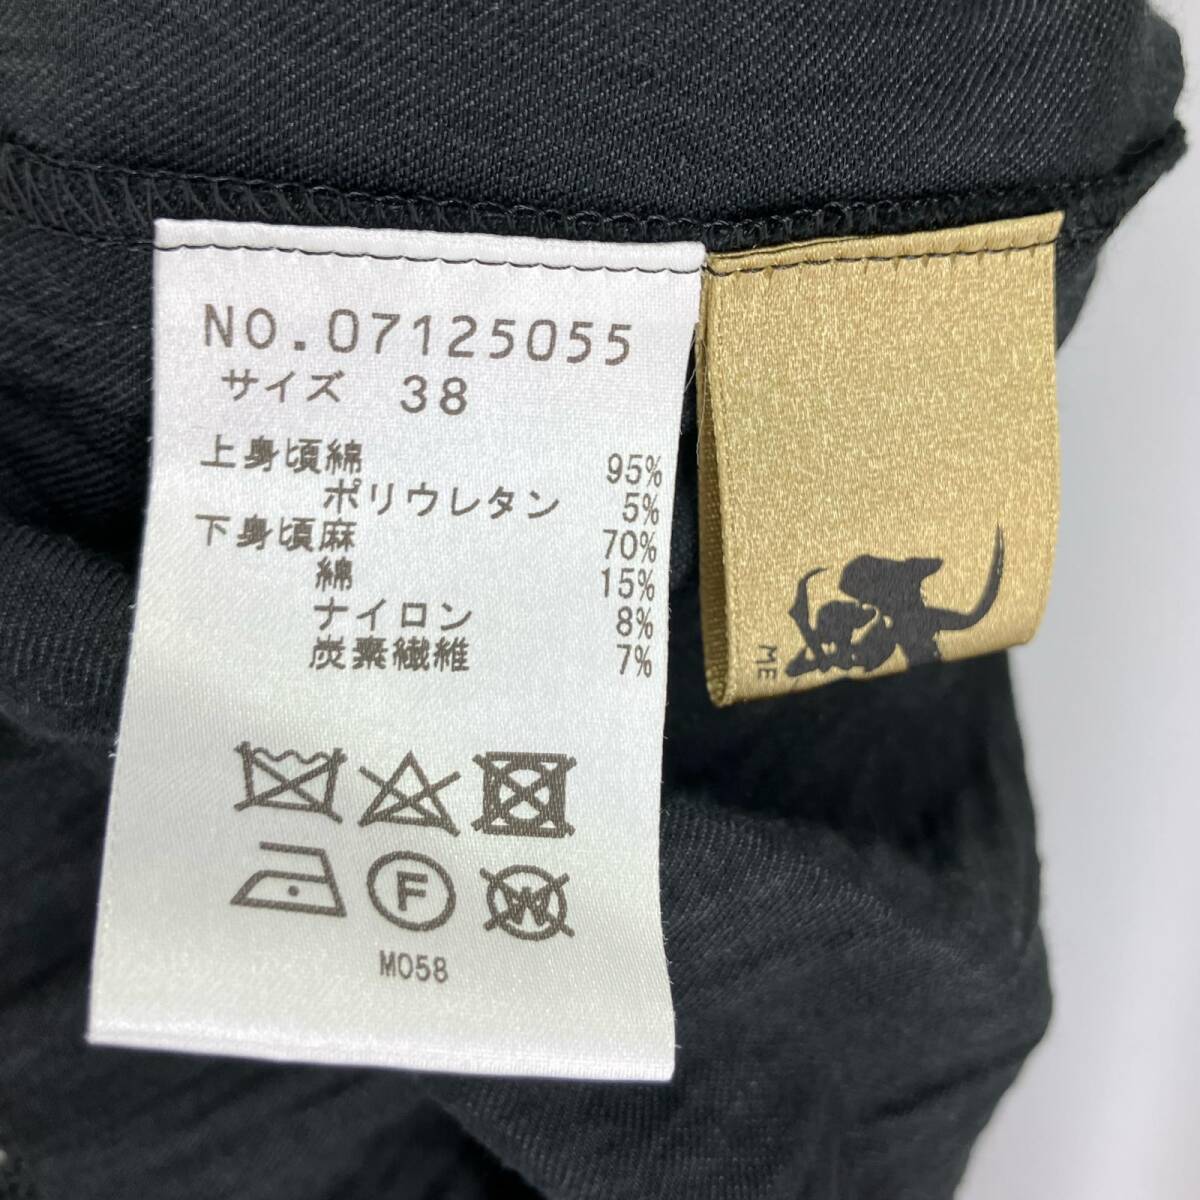 NO.07125055
サイズ 38
上身頃綿 95%
ポリウレタン 5%
下身頃麻 70%
綿 15%
ナイロン 8%
炭素繊維 7%
F
W
M058
ME